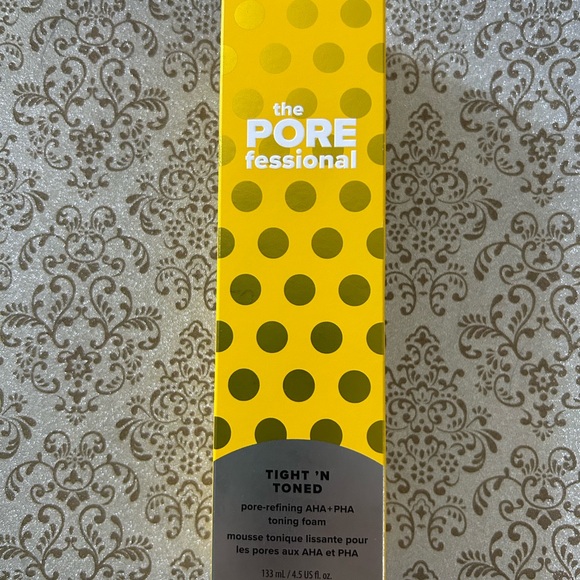 the
PORE
fessional
TIGHT 'N
TONED
pore-refining AHA+PHA
toning foam
mousse tonique lissante pour
les pores aux AHA et PHA
133 mL / 4.5 US fl. oz.